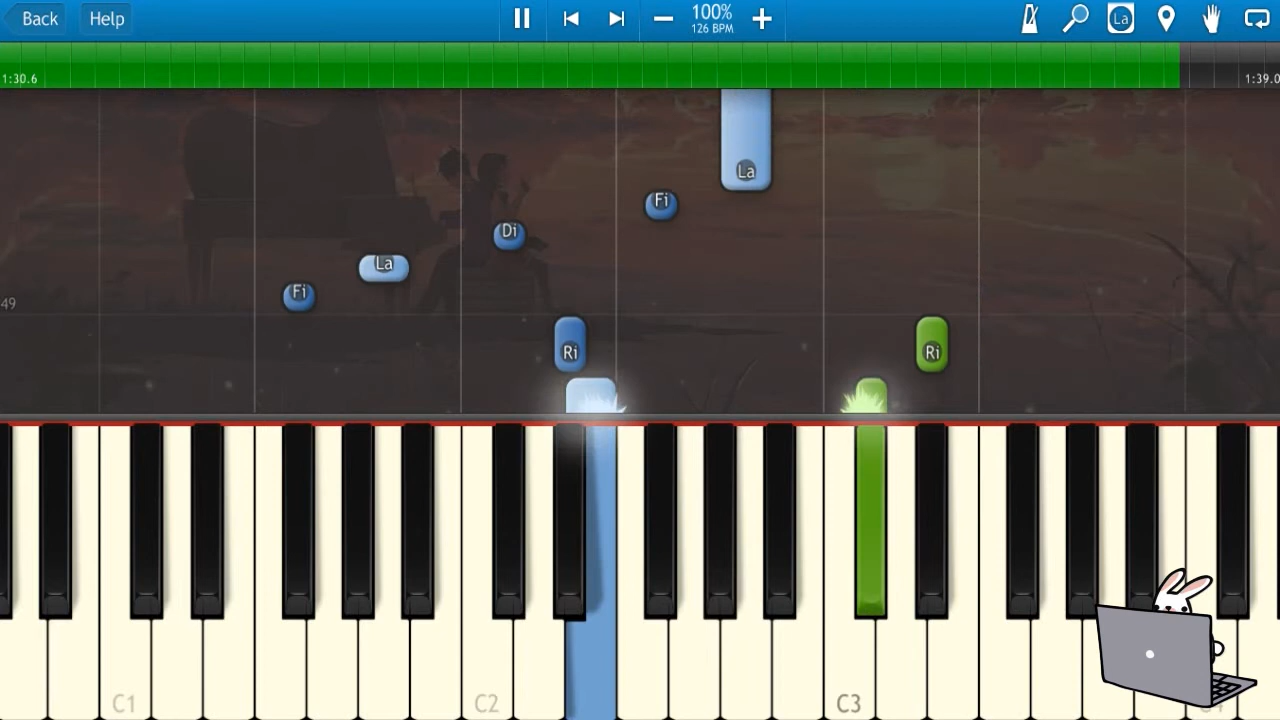 Back
Help
100%
126 BPM
La
1:30.6
1:39.0
La
Fi
Di
La
Fi
49
Ri
Ri
C1
C2
C3